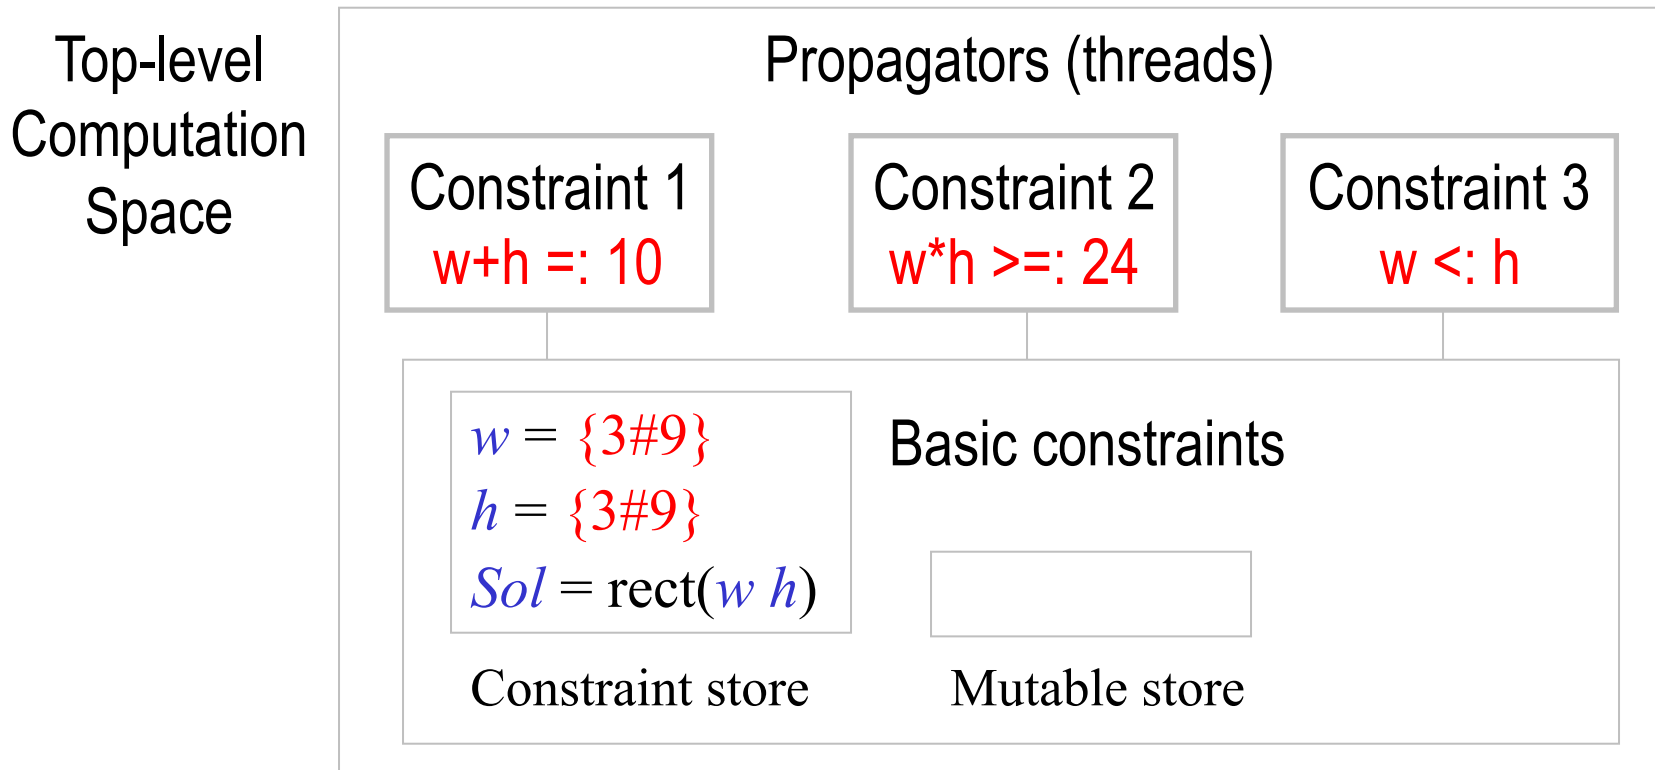 Top-level
Computation
Space
Propagators (threads)
Constraint 1
w+h =: 10
Constraint 2
w*h >=: 24
Constraint 3
w <: h
w = {3#9}
h = {3#9}
Sol = rect(w h)
Basic constraints
Constraint store
Mutable store